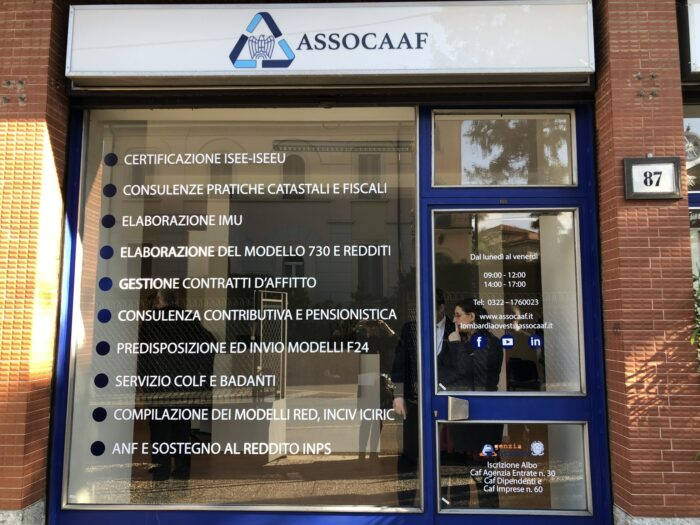 ASSOCAAF
CERTIFICAZIONE ISEE-ISEEU
CONSULENZE PRATICHE CATASTALI E FISCALI
ELABORAZIONE IMU
ELABORAZIONE DEL MODELLO 730 E REDDITI
GESTIONE CONTRATTI D'AFFITTO
CONSULENZA CONTRIBUTIVA E PENSIONISTICA
PREDISPOSIZIONE ED INVIO MODELLI F24
SERVIZIO COLF E BADANTI
COMPILAZIONE DEI MODELLI RED, INCIV ICIRIC
ANF E SOSTEGNO AL REDDITO INPS
87
Dal lunedì al venerdì
09:00 - 12:00
14:00 - 17:00
Tel: 0322 - 1760023
www.assocaaf.it
lombardiaovest@assocaaf.it
f in
genzia
Iscrizione Albo
Caf Agenzia Entrate n. 30
Caf Dipendenti e
Caf Imprese n. 60